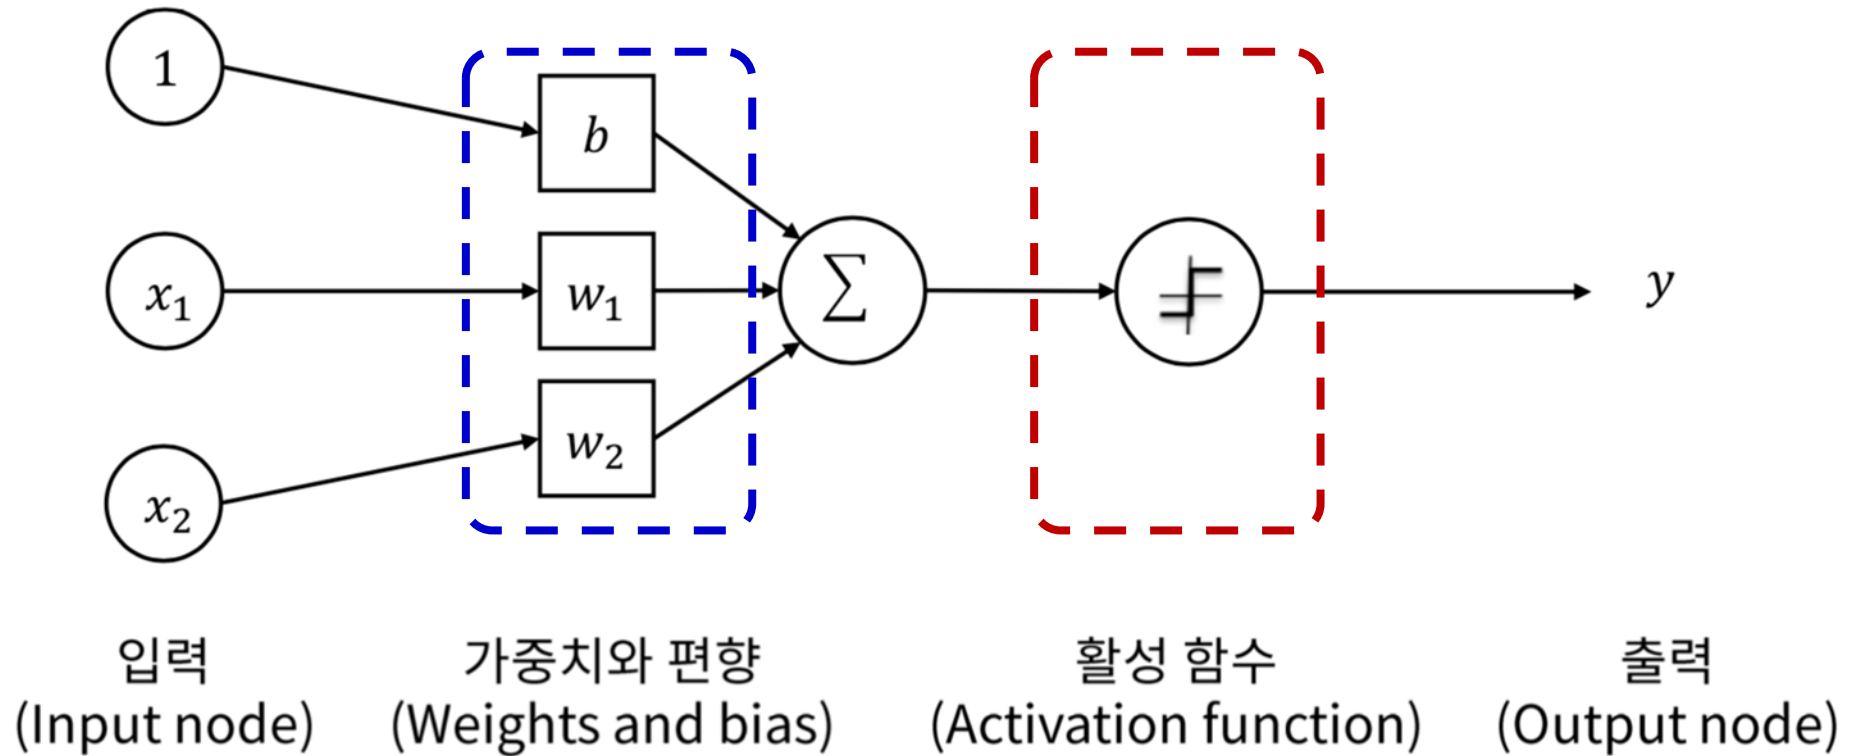 1
b
x₁
w₁
∑
y
w₂
x₂
입력
(Input node)
가중치와 편향
(Weights and bias)
활성 함수
(Activation function)
출력
(Output node)